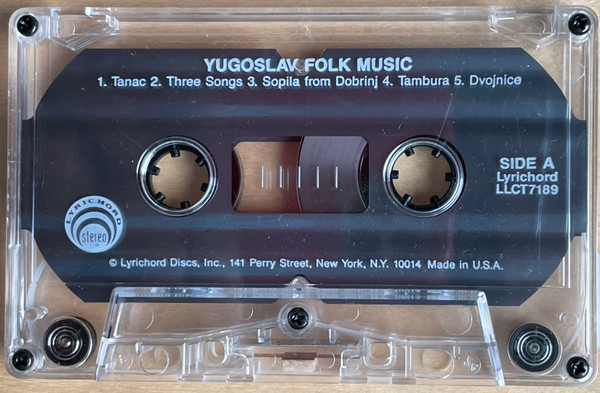 YUGOSLAV FOLK MUSIC
1. Tanac 2. Three Songs 3. Sopila from Dobrinj 4. Tambura 5. Dvojnice
SIDE A
Lyrichord
LLCT7189
LYRICHORD
stereo
© Lyrichord Discs, Inc., 141 Perry Street, New York, N.Y. 10014 Made in U.S.A.